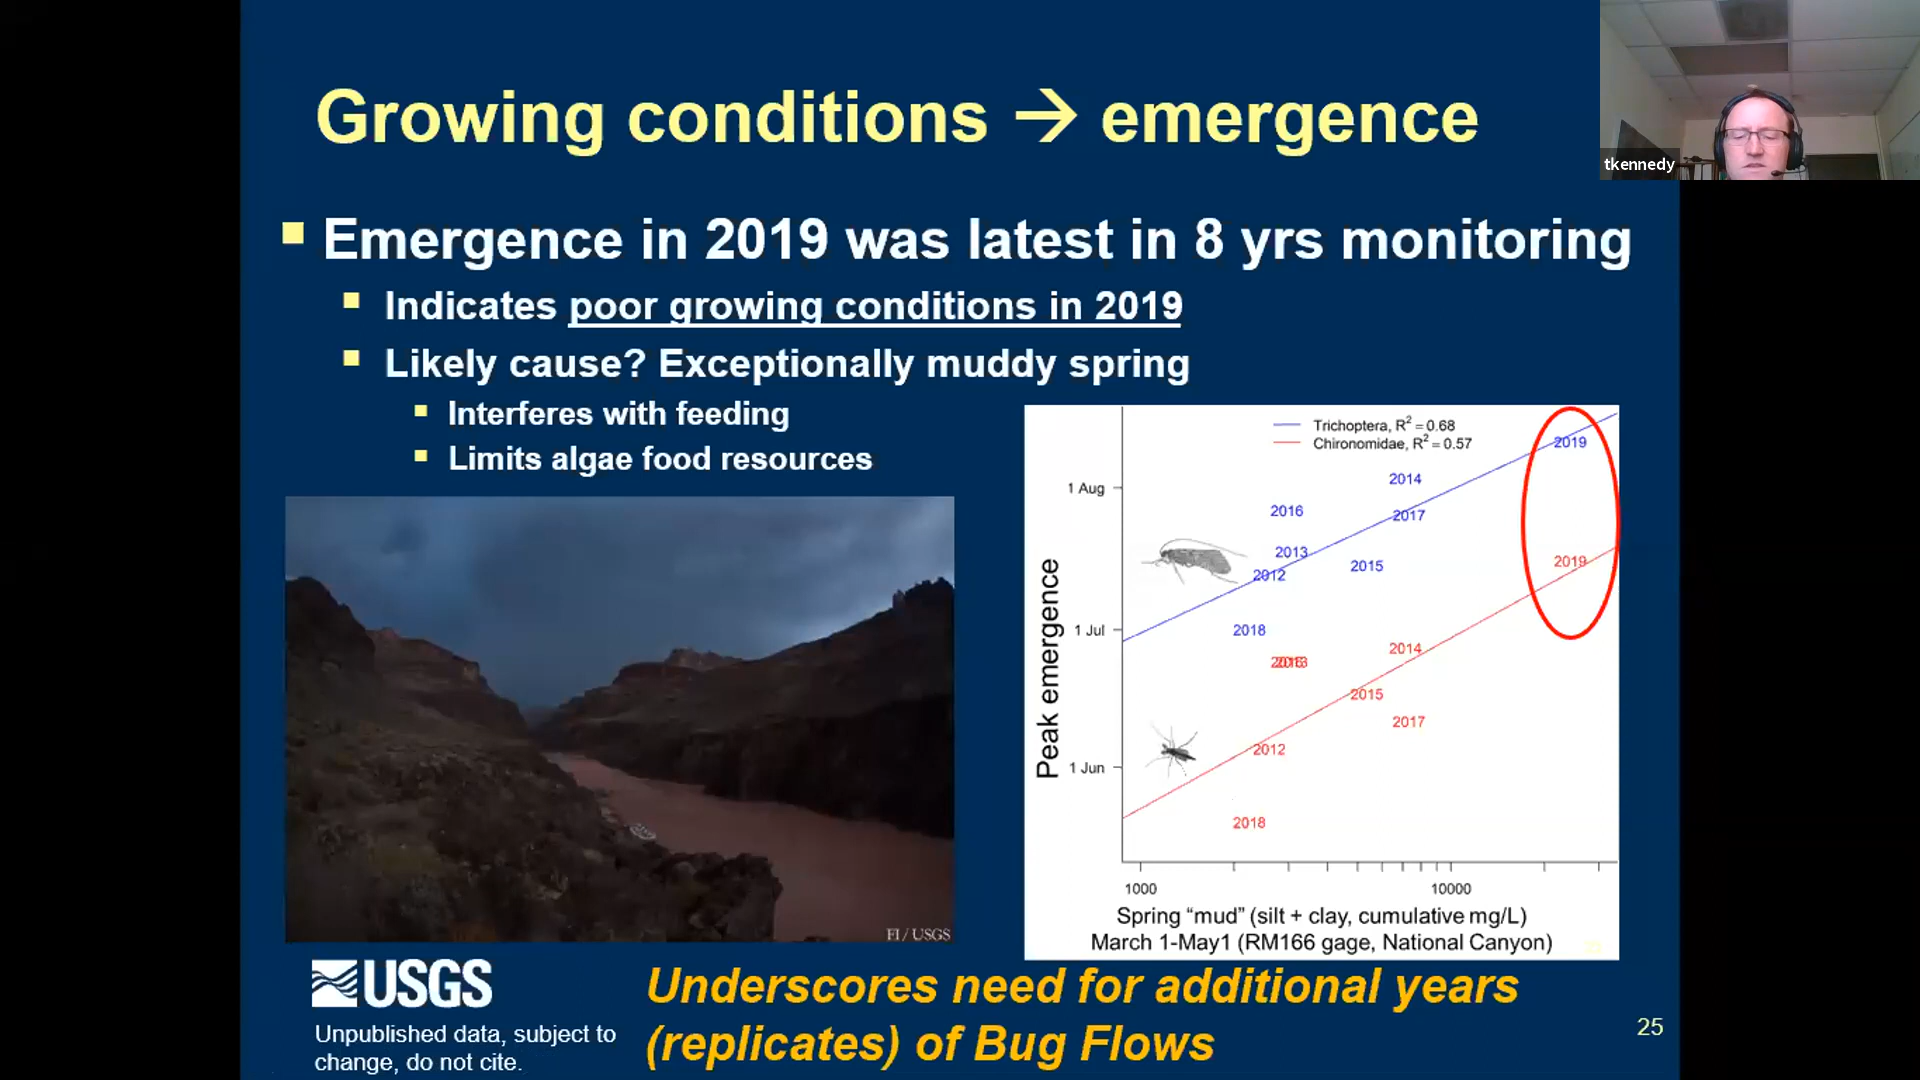 Growing conditions → emergence
tkennedy
Emergence in 2019 was latest in 8 yrs monitoring
Indicates poor growing conditions in 2019
Likely cause? Exceptionally muddy spring
Interferes with feeding
Limits algae food resources
Trichoptera, R² = 0.68
Chironomidae, R² = 0.57
2019
2014
1 Aug
2016
2017
2013
2019
2015
2012
1 Jul
2018
2014
2013
2015
2017
2012
1 Jun
2018
Peak emergence
1000
10000
Spring “mud” (silt + clay, cumulative mg/L)
March 1-May1 (RM166 gage, National Canyon)
FI / USGS
USGS
Unpublished data, subject to
change, do not cite.
Underscores need for additional years
(replicates) of Bug Flows
25